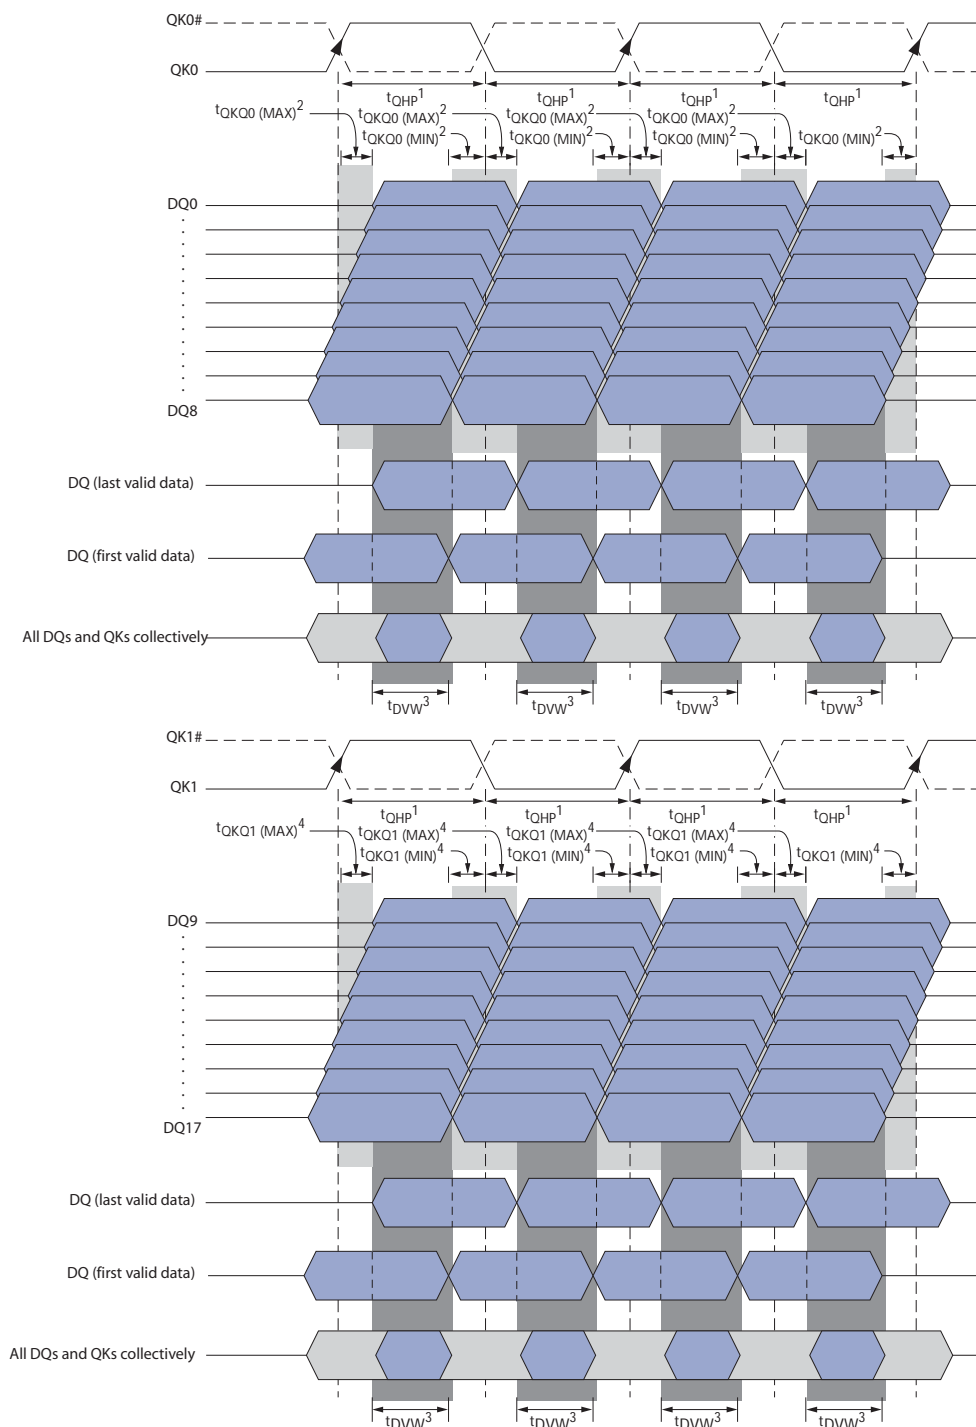 QK0#
QK0
tQHP1 tQHP1 tQHP1 tQHP1
tQKQ0 (MAX)2 tQKQ0 (MAX)2 tQKQ0 (MAX)2 tQKQ0 (MAX)2
tQKQ0 (MIN)2 tQKQ0 (MIN)2 tQKQ0 (MIN)2 tQKQ0 (MIN)2
DQ0
DQ8
DQ (last valid data)
DQ (first valid data)
All DQs and QKs collectively
tDVW3 tDVW3 tDVW3 tDVW3
QK1#
QK1
tQHP1 tQHP1 tQHP1 tQHP1
tQKQ1 (MAX)4 tQKQ1 (MAX)4 tQKQ1 (MAX)4 tQKQ1 (MAX)4
tQKQ1 (MIN)4 tQKQ1 (MIN)4 tQKQ1 (MIN)4 tQKQ1 (MIN)4
DQ9
DQ17
DQ (last valid data)
DQ (first valid data)
All DQs and QKs collectively
tDVW3 tDVW3 tDVW3 tDVW3